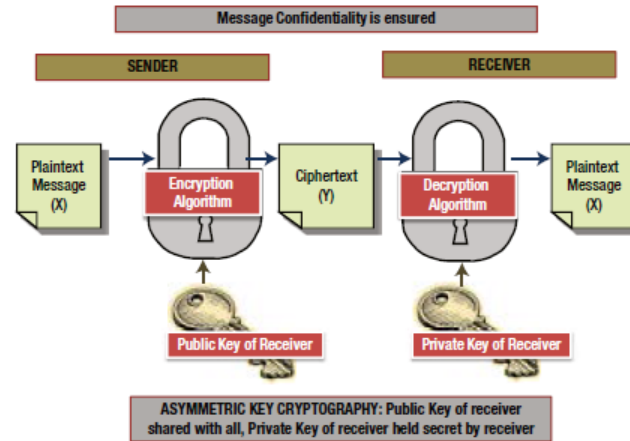 Message Confidentiality is ensured
SENDER
RECEIVER
Plaintext
Message
(X)
Encryption
Algorithm
Ciphertext
(Y)
Decryption
Algorithm
Plaintext
Message
(X)
Public Key of Receiver
Private Key of Receiver
ASYMMETRIC KEY CRYPTOGRAPHY: Public Key of receiver
shared with all, Private Key of receiver held secret by receiver